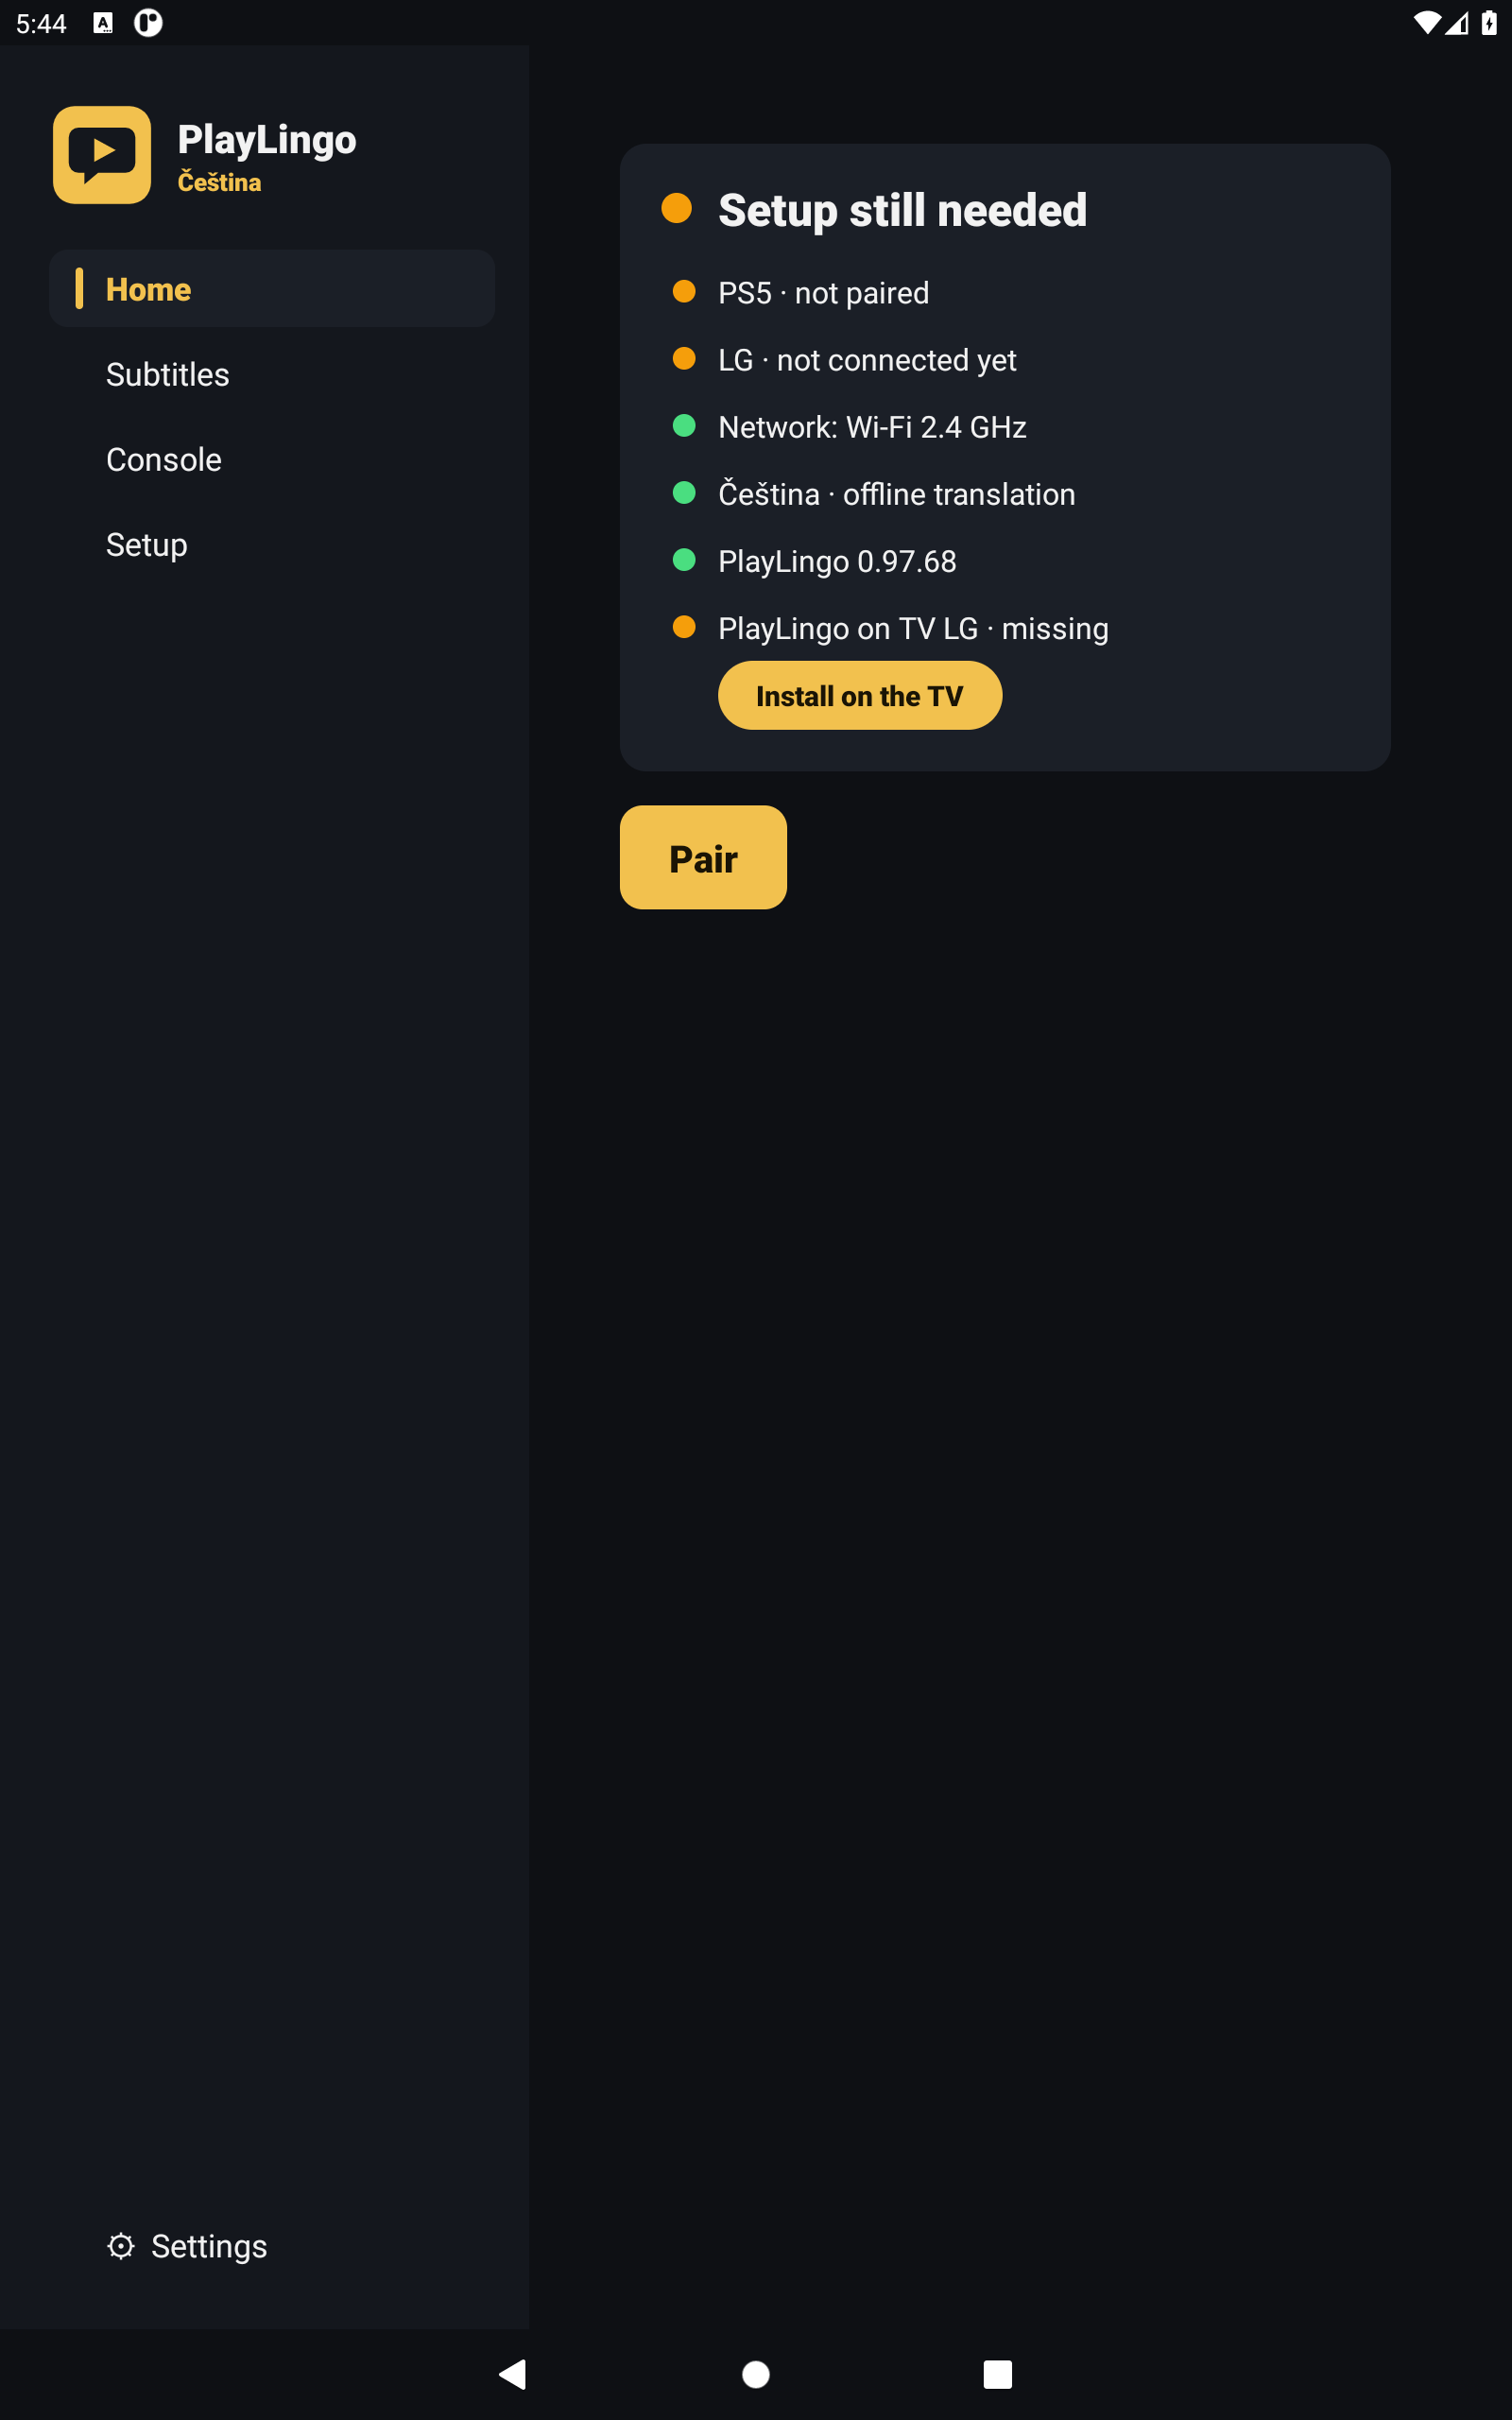 5:44
PlayLingo
Čeština
Home
Subtitles
Console
Setup
Settings
Setup still needed
PS5 · not paired
LG · not connected yet
Network: Wi-Fi 2.4 GHz
Čeština · offline translation
PlayLingo 0.97.68
PlayLingo on TV LG · missing
Install on the TV
Pair